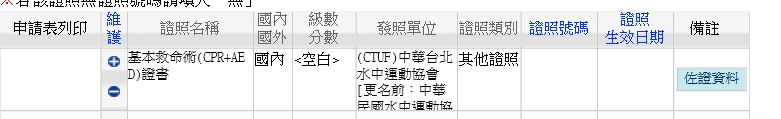 ※若該證照無證照號碼請填入「無」
申請表列印
維護
證照名稱
國內
國外
級數
分數
發照單位
證照類別
證照號碼
證照
生效日期
備註
基本救命術(CPR+AE
D)證書
國內
<空白>
(CTUF)中華台北
水中運動協會
[更名前：中華
民國水中運動協
其他證照
佐證資料